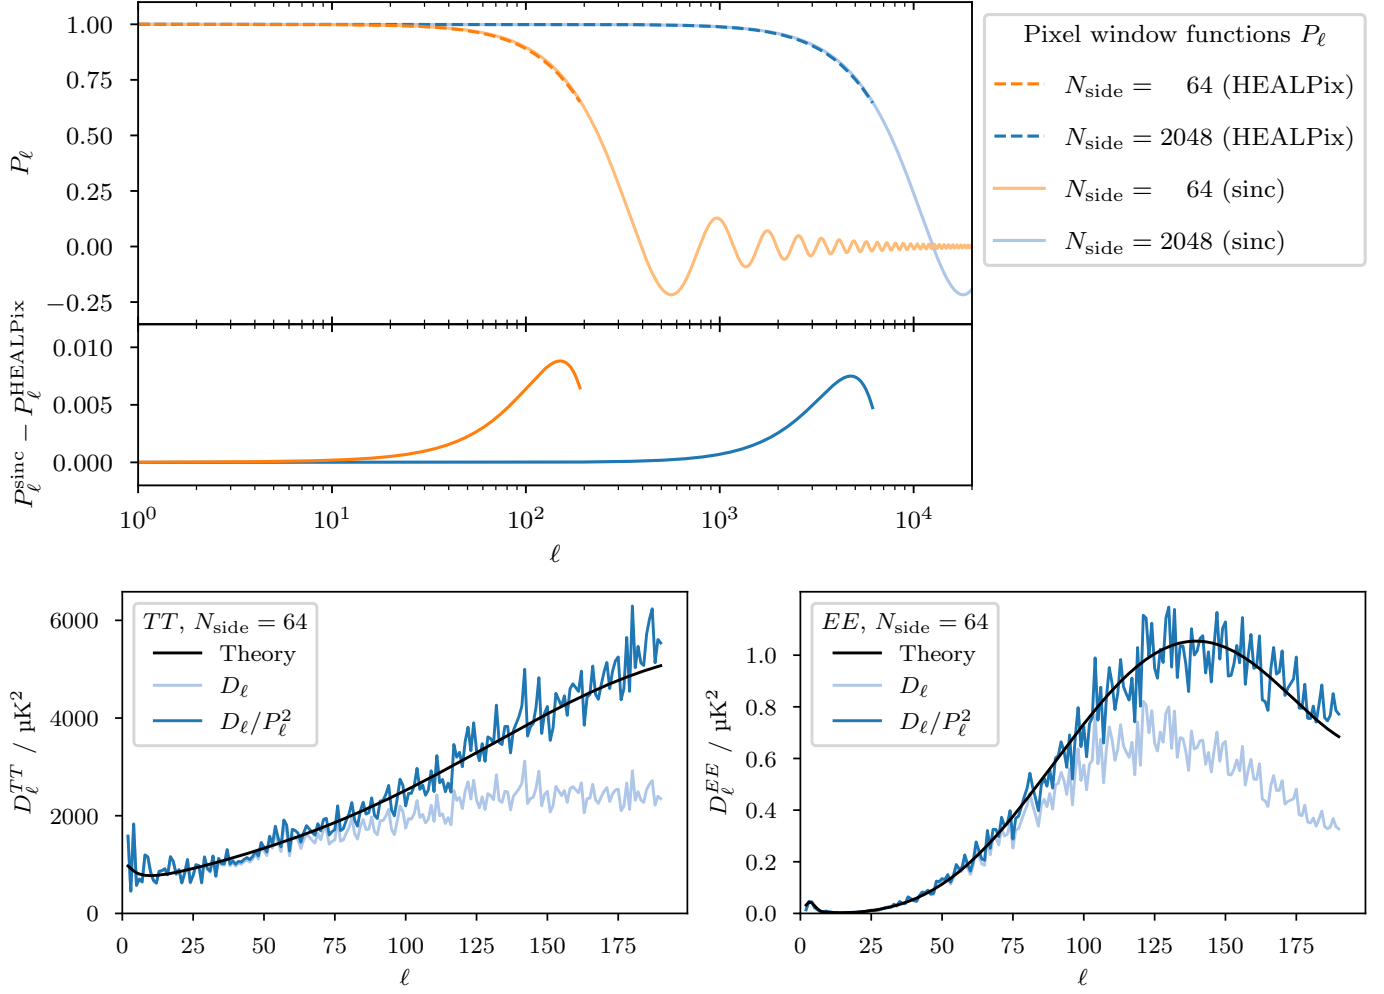 1.00
0.75
0.50
0.25
0.00
−0.25
P_ℓ
Pixel window functions P_ℓ
N_side = 64 (HEALPix)
N_side = 2048 (HEALPix)
N_side = 64 (sinc)
N_side = 2048 (sinc)
0.010
0.005
0.000
P_ℓ^sinc − P_ℓ^HEALPix
10^0 10^1 10^2 10^3 10^4
ℓ
TT, N_side = 64
Theory
D_ℓ
D_ℓ/P_ℓ^2
6000
4000
2000
0
D_ℓ^TT / µK^2
0 25 50 75 100 125 150 175
ℓ
EE, N_side = 64
Theory
D_ℓ
D_ℓ/P_ℓ^2
1.0
0.8
0.6
0.4
0.2
0.0
D_ℓ^EE / µK^2
0 25 50 75 100 125 150 175
ℓ